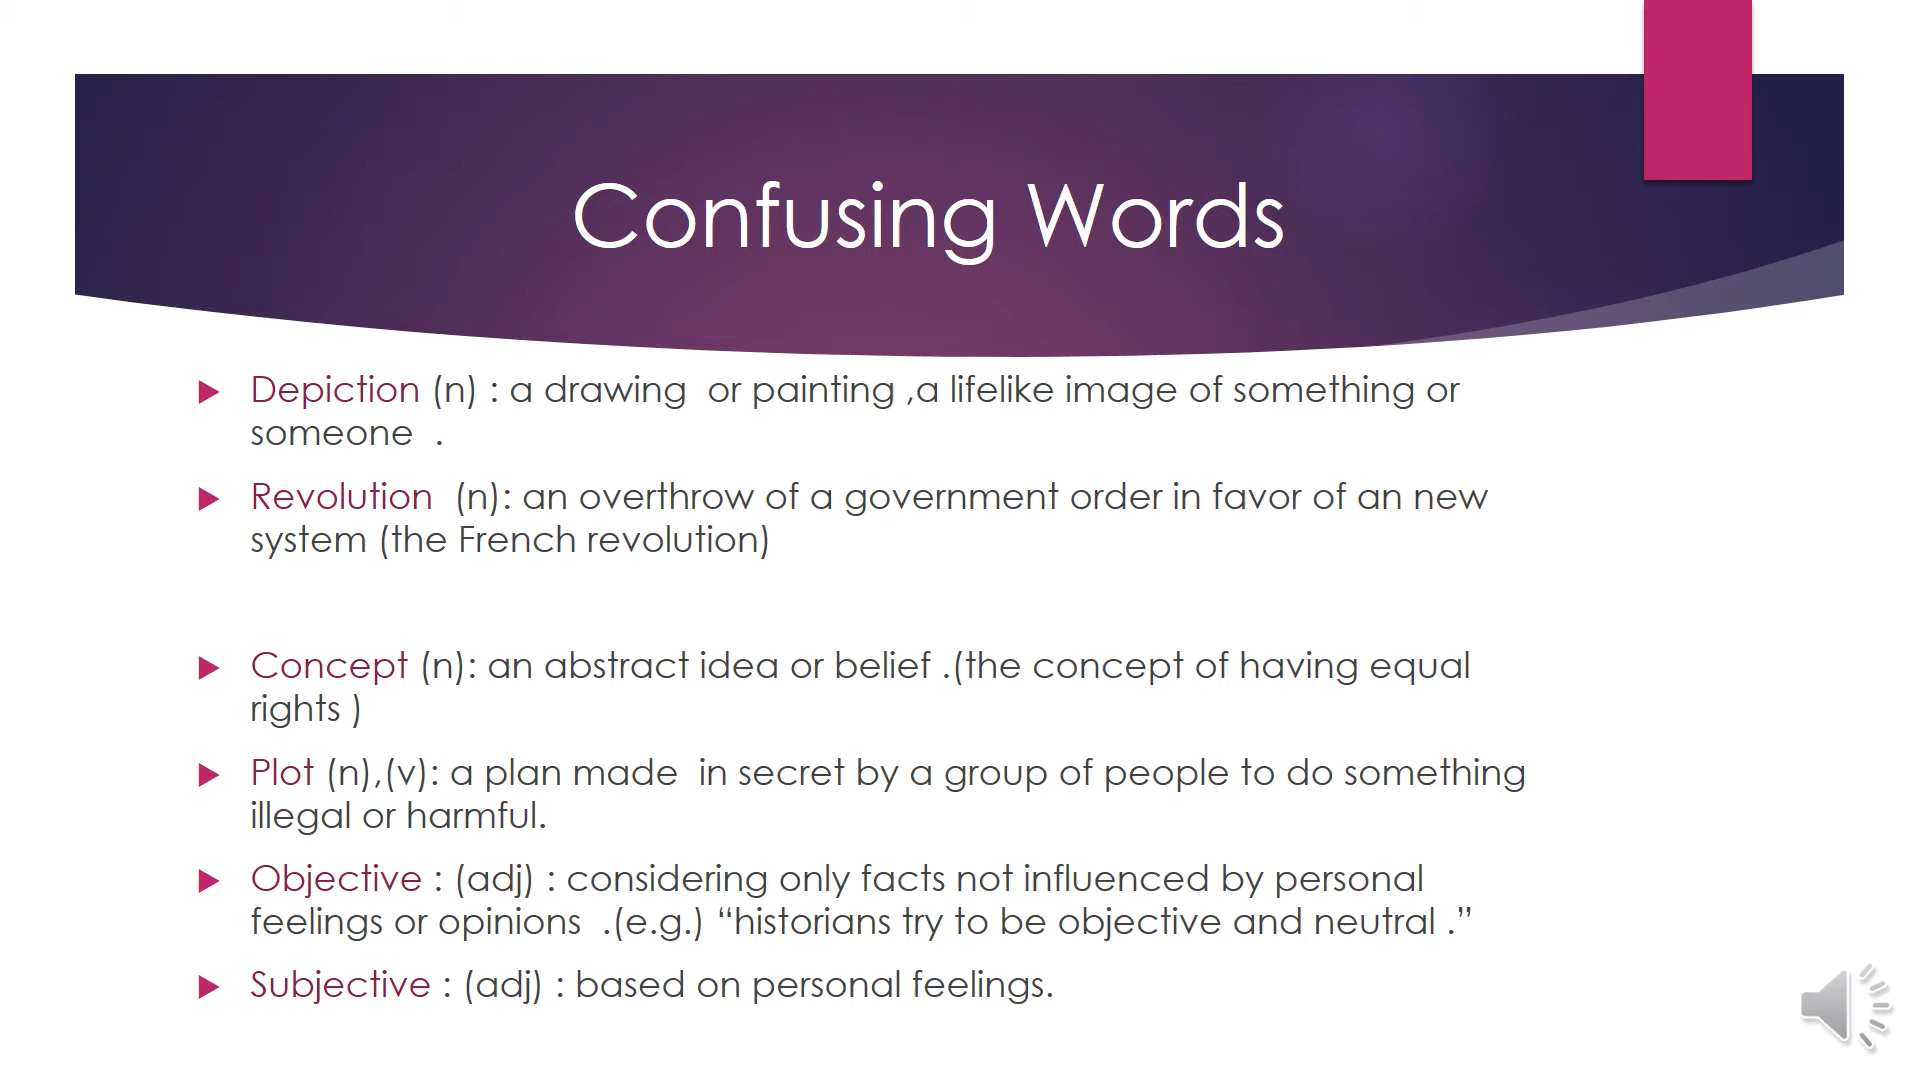 Confusing Words
Depiction (n) : a drawing  or painting ,a lifelike image of something or
someone  .
Revolution  (n): an overthrow of a government order in favor of an new
system (the French revolution)
Concept (n): an abstract idea or belief .(the concept of having equal
rights )
Plot (n),(v): a plan made  in secret by a group of people to do something
illegal or harmful.
Objective : (adj) : considering only facts not influenced by personal
feelings or opinions  .(e.g.) “historians try to be objective and neutral .”
Subjective : (adj) : based on personal feelings.